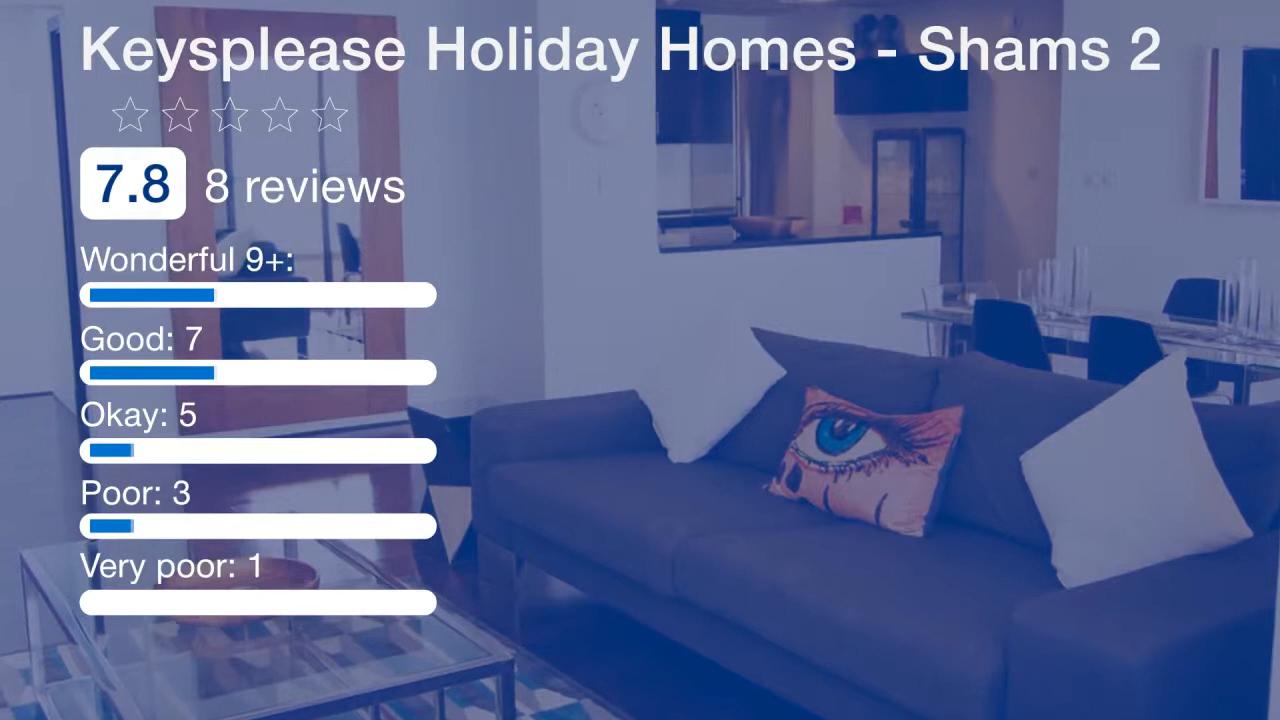 Keysplease Holiday Homes - Shams 2
7.8 8 reviews
Wonderful 9+:
Good: 7
Okay: 5
Poor: 3
Very poor: 1